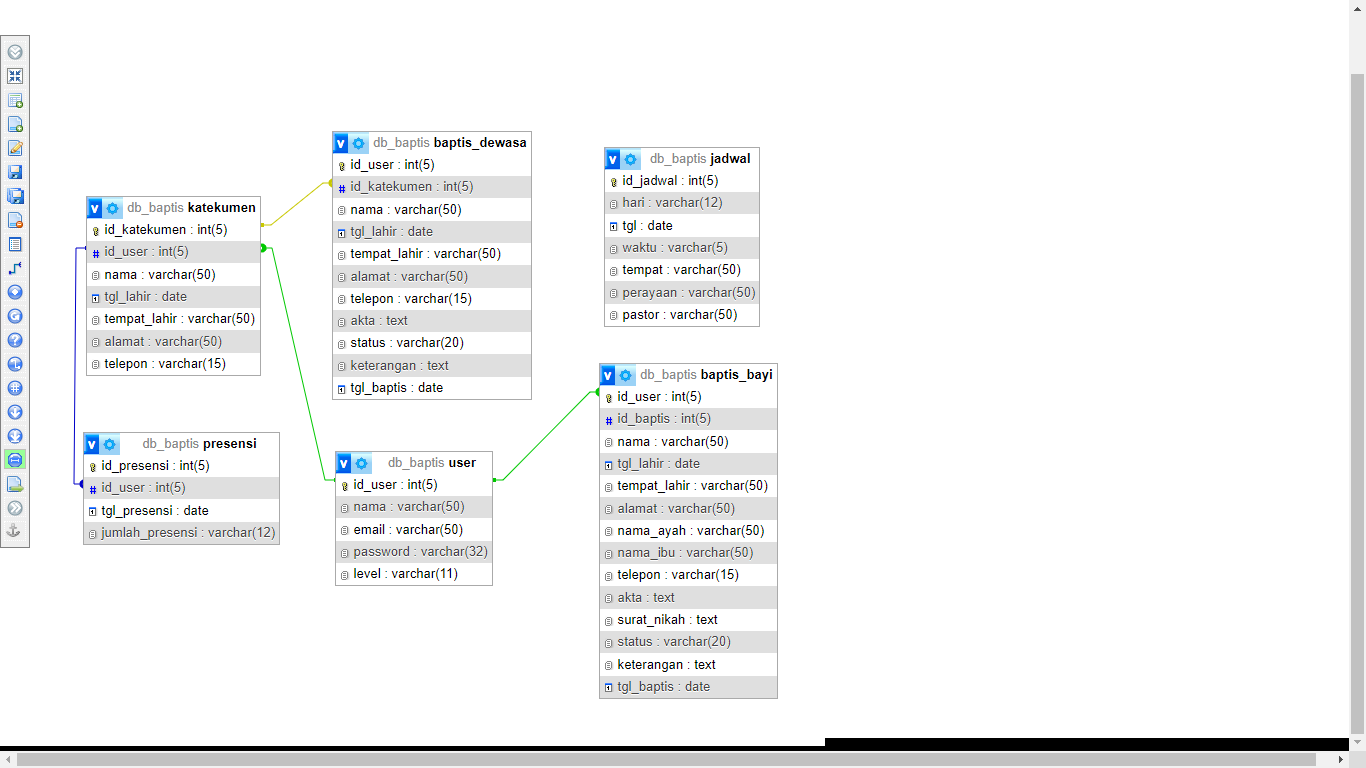 db_baptis baptis_dewasa
id_user : int(5)
id_katekumen : int(5)
nama : varchar(50)
tgl_lahir : date
tempat_lahir : varchar(50)
alamat : varchar(50)
telepon : varchar(15)
akta : text
status : varchar(20)
keterangan : text
tgl_baptis : date
db_baptis jadwal
id_jadwal : int(5)
hari : varchar(12)
tgl : date
waktu : varchar(5)
tempat : varchar(50)
perayaan : varchar(50)
pastor : varchar(50)
db_baptis katekumen
id_katekumen : int(5)
id_user : int(5)
nama : varchar(50)
tgl_lahir : date
tempat_lahir : varchar(50)
alamat : varchar(50)
telepon : varchar(15)
db_baptis presensi
id_presensi : int(5)
id_user : int(5)
tgl_presensi : date
jumlah_presensi : varchar(12)
db_baptis user
id_user : int(5)
nama : varchar(50)
email : varchar(50)
password : varchar(32)
level : varchar(11)
db_baptis baptis_bayi
id_user : int(5)
id_baptis : int(5)
nama : varchar(50)
tgl_lahir : date
tempat_lahir : varchar(50)
alamat : varchar(50)
nama_ayah : varchar(50)
nama_ibu : varchar(50)
telepon : varchar(15)
akta : text
surat_nikah : text
status : varchar(20)
keterangan : text
tgl_baptis : date